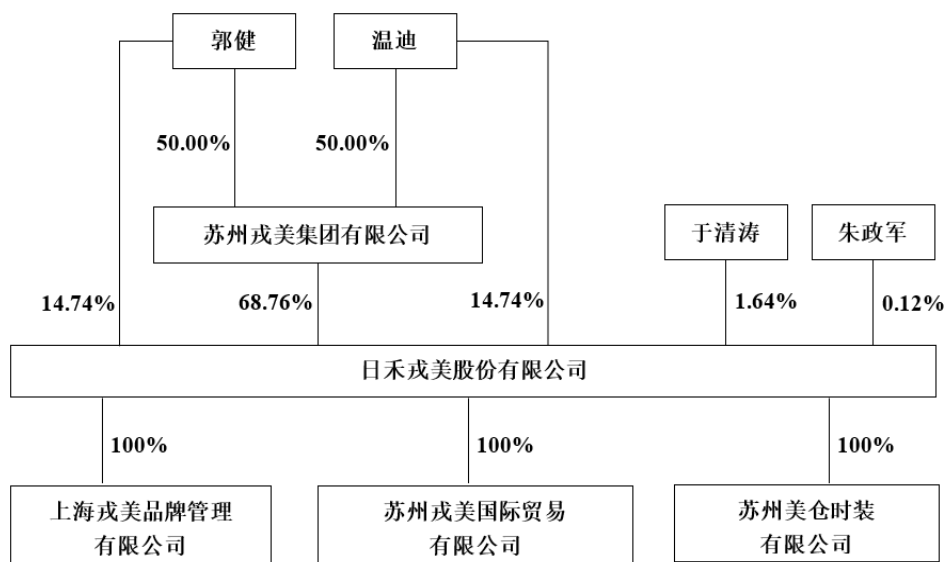 郭健
温迪
50.00%
50.00%
苏州戎美集团有限公司
于清涛
朱政军
14.74%
68.76%
14.74%
1.64%
0.12%
日禾戎美股份有限公司
100%
100%
100%
上海戎美品牌管理
有限公司
苏州戎美国际贸易
有限公司
苏州美仓时装
有限公司